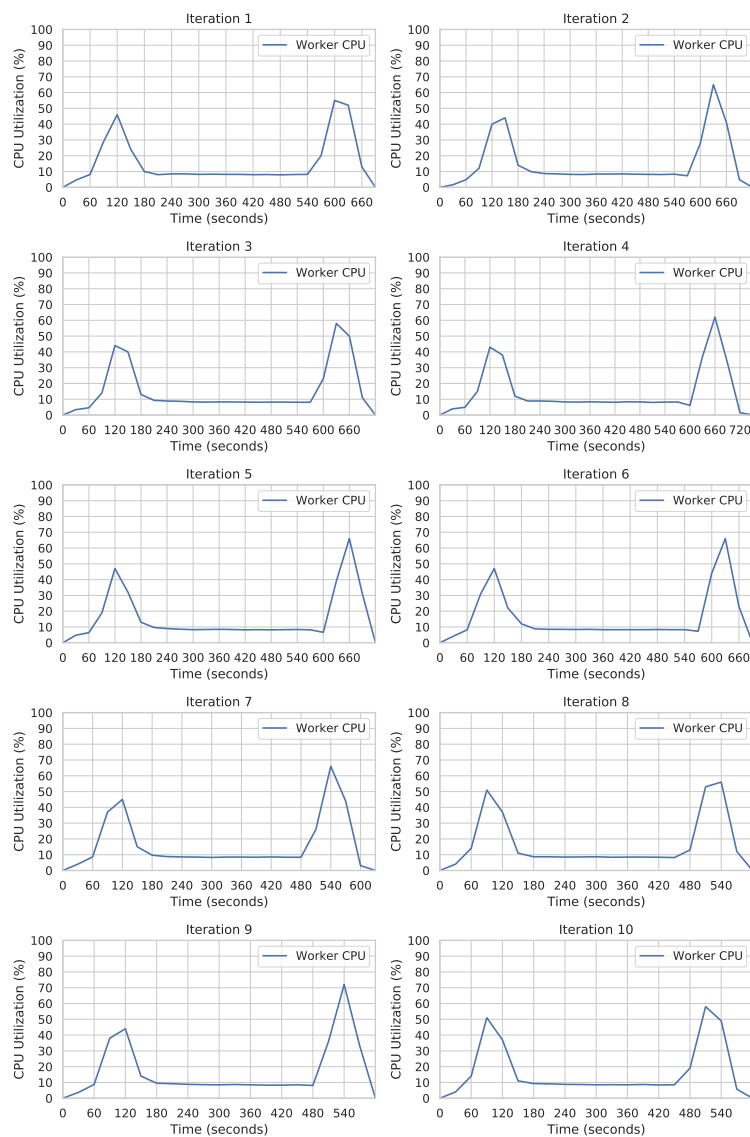 Iteration 1
100
90
80
70
60
50
40
30
20
10
0
CPU Utilization (%)
Worker CPU
0 60 120 180 240 300 360 420 480 540 600 660
Time (seconds)
Iteration 2
100
90
80
70
60
50
40
30
20
10
0
CPU Utilization (%)
Worker CPU
0 60 120 180 240 300 360 420 480 540 600 660
Time (seconds)
Iteration 3
100
90
80
70
60
50
40
30
20
10
0
CPU Utilization (%)
Worker CPU
0 60 120 180 240 300 360 420 480 540 600 660
Time (seconds)
Iteration 4
100
90
80
70
60
50
40
30
20
10
0
CPU Utilization (%)
Worker CPU
0 60 120 180 240 300 360 420 480 540 600 660 720
Time (seconds)
Iteration 5
100
90
80
70
60
50
40
30
20
10
0
CPU Utilization (%)
Worker CPU
0 60 120 180 240 300 360 420 480 540 600 660
Time (seconds)
Iteration 6
100
90
80
70
60
50
40
30
20
10
0
CPU Utilization (%)
Worker CPU
0 60 120 180 240 300 360 420 480 540 600 660
Time (seconds)
Iteration 7
100
90
80
70
60
50
40
30
20
10
0
CPU Utilization (%)
Worker CPU
0 60 120 180 240 300 360 420 480 540 600
Time (seconds)
Iteration 8
100
90
80
70
60
50
40
30
20
10
0
CPU Utilization (%)
Worker CPU
0 60 120 180 240 300 360 420 480 540
Time (seconds)
Iteration 9
100
90
80
70
60
50
40
30
20
10
0
CPU Utilization (%)
Worker CPU
0 60 120 180 240 300 360 420 480 540
Time (seconds)
Iteration 10
100
90
80
70
60
50
40
30
20
10
0
CPU Utilization (%)
Worker CPU
0 60 120 180 240 300 360 420 480 540
Time (seconds)